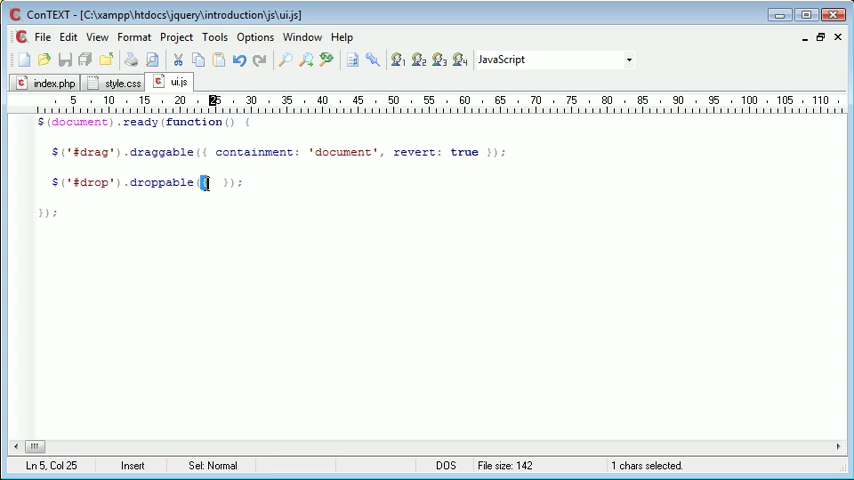 ConTEXT - [C:\xampp\htdocs\jquery\introduction\js\ui.js]
File Edit View Format Project Tools Options Window Help
JavaScript
index.php style.css ui.js
5 10 15 20 25 30 35 40 45 50 55 60 65 70 75 80 85 90 95 100 105 110
$(document).ready(function() {
$('#drag').draggable({ containment: 'document', revert: true });
$('#drop').droppable({ });
});
Ln 5, Col 25 Insert Sel: Normal DOS File size: 142 1 chars selected.